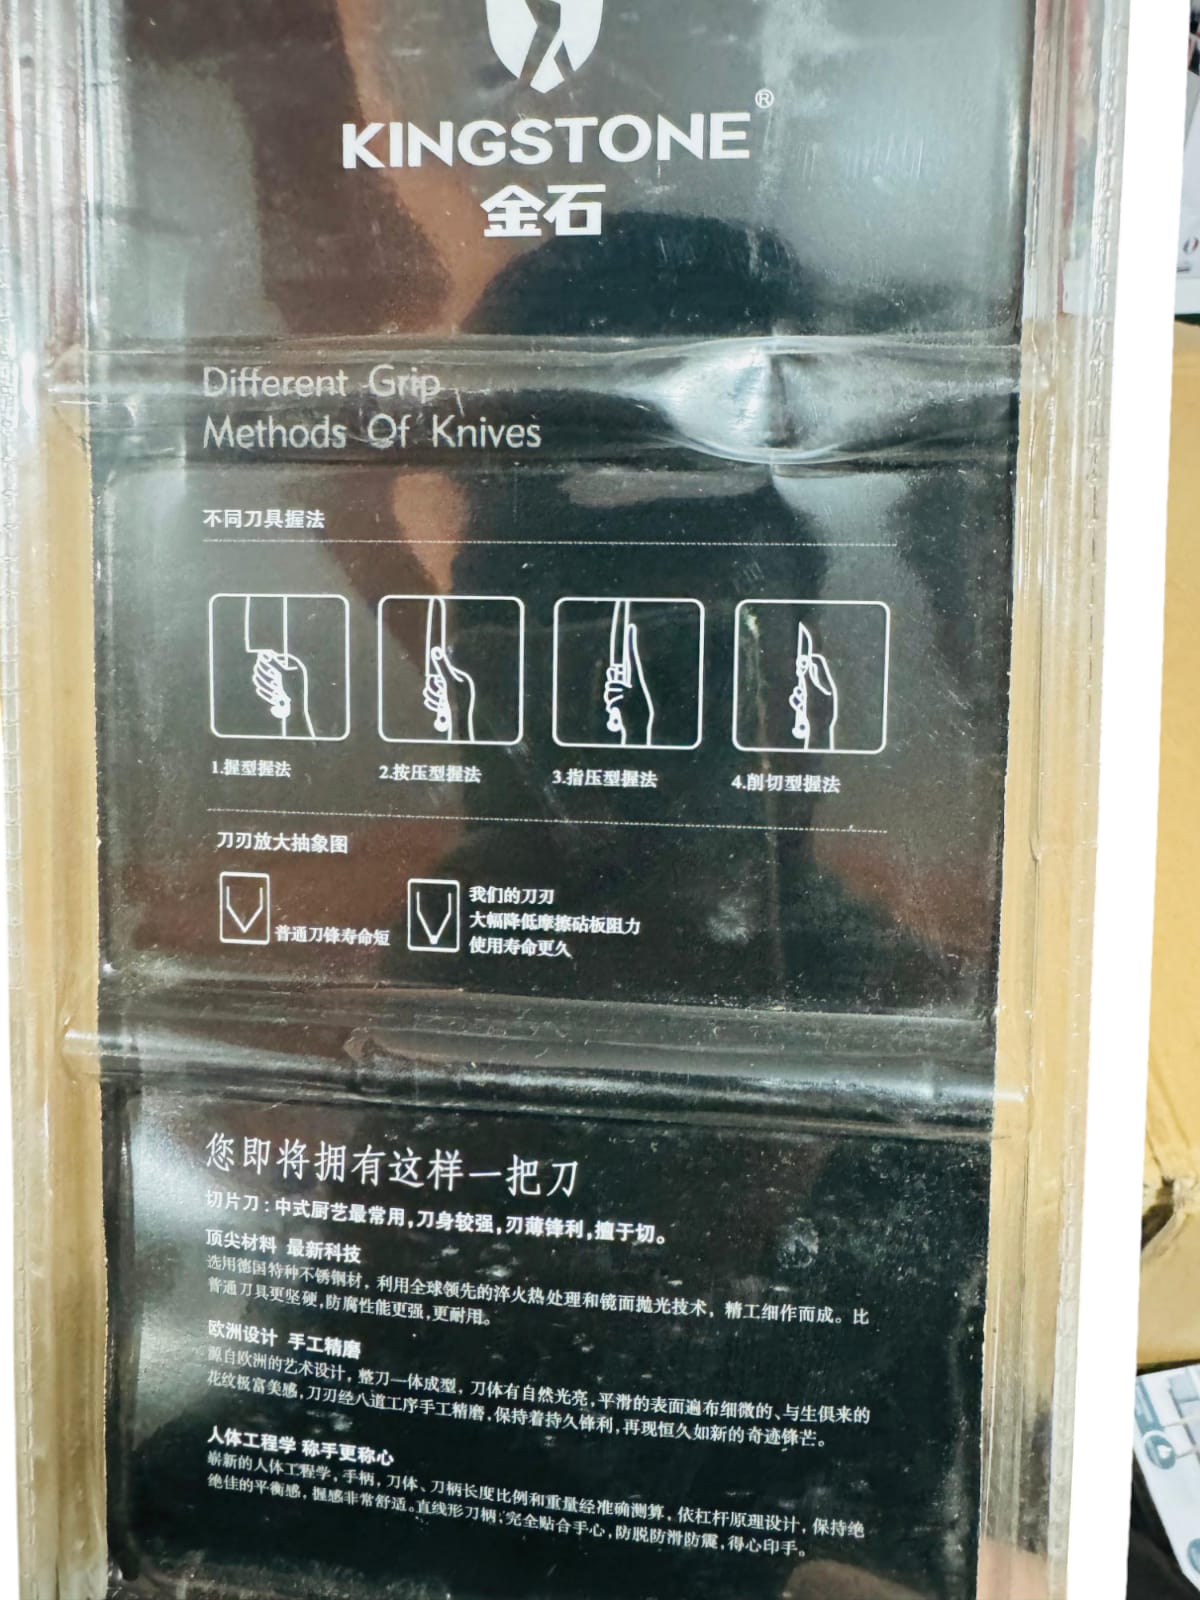 KINGSTONE®
金石
Different Grip
Methods Of Knives
不同刀具握法
1.握型握法
2.按压型握法
3.指压型握法
4.削切型握法
刀刃放大抽象图
普通刀锋寿命短
我们的刀刃
大幅降低摩擦砧板阻力
使用寿命更久
您即将拥有这样一把刀
切片刀:中式厨艺最常用,刀身较强,刃薄锋利,擅于切。
顶尖材料 最新科技
选用德国特种不锈钢材，利用全球领先的淬火热处理和镜面抛光技术，精工细作而成。比
普通刀具更坚硬,防腐性能更强,更耐用。
欧洲设计 手工精磨
源自欧洲的艺术设计，整刀一体成型，刀体有自然光亮,平滑的表面遍布细微的、与生俱来的
花纹极富美感,刀刃经八道工序手工精磨,保持着持久锋利,再现恒久如新的奇迹锋芒。
人体工程学 称手更称心
崭新的人体工程学，手柄，刀体、刀柄长度比例和重量经准确测算，依杠杆原理设计，保持绝
绝佳的平衡感，握感非常舒适。直线形刀柄;完全贴合手心,防脱防滑防震,得心印手。